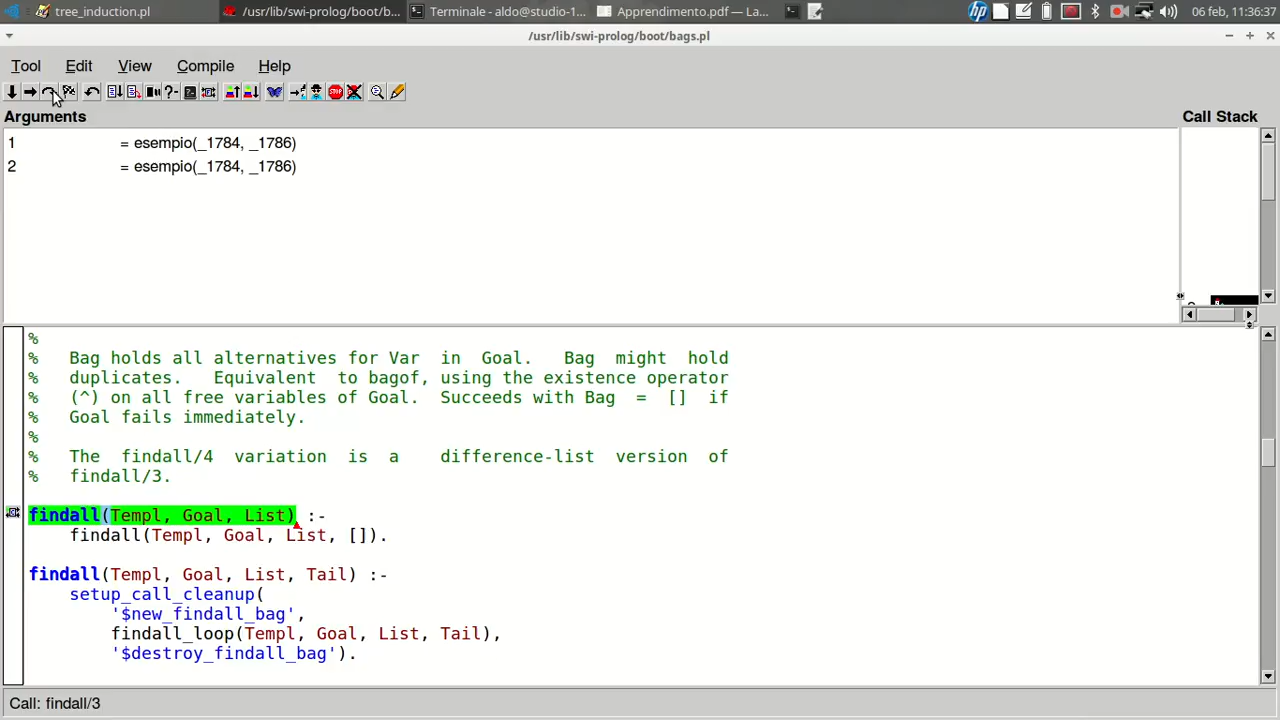 tree_induction.pl /usr/lib/swi-prolog/boot/b... Terminale - aldo@studio-1... Apprendimento.pdf — La... 06 feb, 11:36:37
/usr/lib/swi-prolog/boot/bags.pl
Tool Edit View Compile Help
Arguments Call Stack
1 = esempio(_1784, _1786)
2 = esempio(_1784, _1786)
%
% Bag holds all alternatives for Var in Goal. Bag might hold
% duplicates. Equivalent to bagof, using the existence operator
% (^) on all free variables of Goal. Succeeds with Bag = [] if
% Goal fails immediately.
%
% The findall/4 variation is a difference-list version of
% findall/3.
findall(Templ, Goal, List) :-
findall(Templ, Goal, List, []).
findall(Templ, Goal, List, Tail) :-
setup_call_cleanup(
'$new_findall_bag',
findall_loop(Templ, Goal, List, Tail),
'$destroy_findall_bag').
Call: findall/3